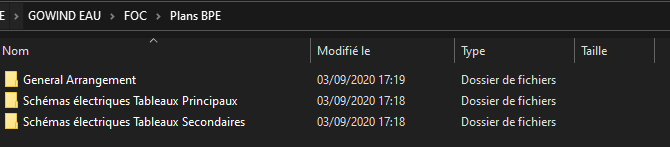 E > GOWIND EAU > FOC > Plans BPE
Nom Modifié le Type Taille
General Arrangement 03/09/2020 17:19 Dossier de fichiers
Schémas électriques Tableaux Principaux 03/09/2020 17:18 Dossier de fichiers
Schémas électriques Tableaux Secondaires 03/09/2020 17:18 Dossier de fichiers